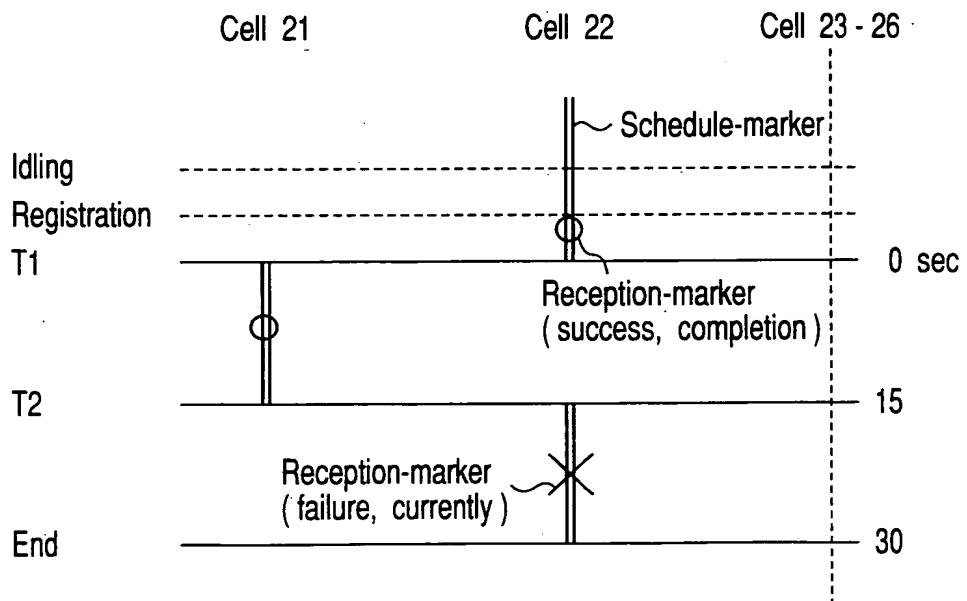 Cell 21 Cell 22 Cell 23 - 26
Schedule-marker
Idling
Registration
T1 0 sec
Reception-marker
( success, completion )
T2 15
Reception-marker
( failure, currently )
End 30